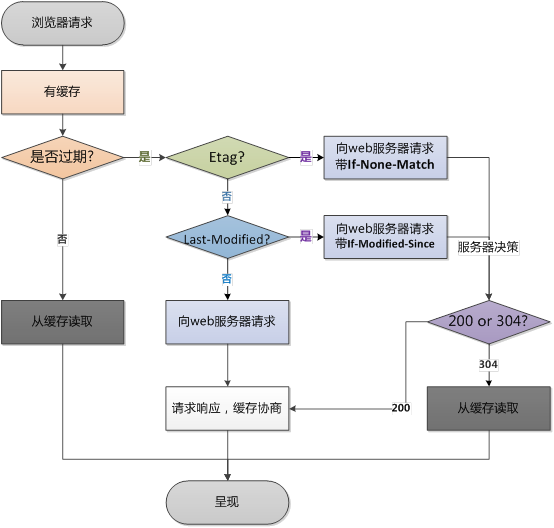 浏览器请求
有缓存
是否过期?
是
Etag?
是
向web服务器请求
带If-None-Match
否
否
Last-Modified?
是
向web服务器请求
带If-Modified-Since
服务器决策
否
从缓存读取
向web服务器请求
200 or 304?
304
请求响应，缓存协商
200
从缓存读取
呈现